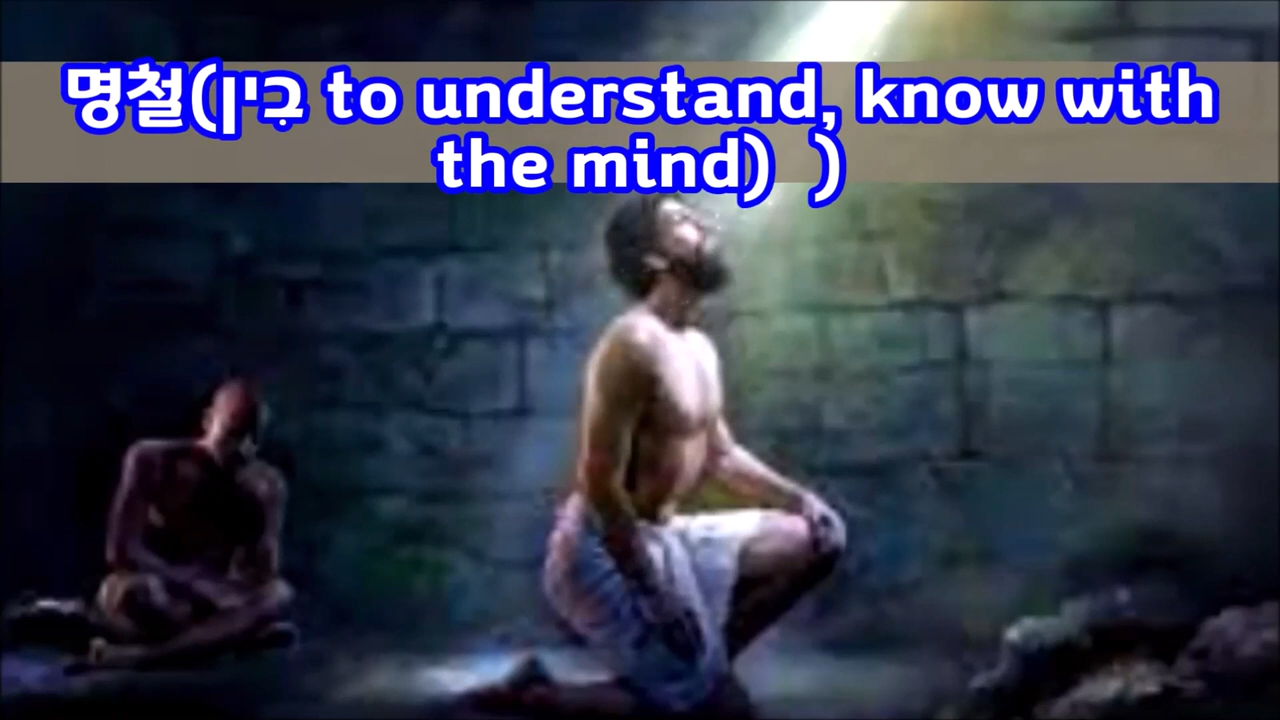 명철(בִּין to understand, know with
the mind)  )